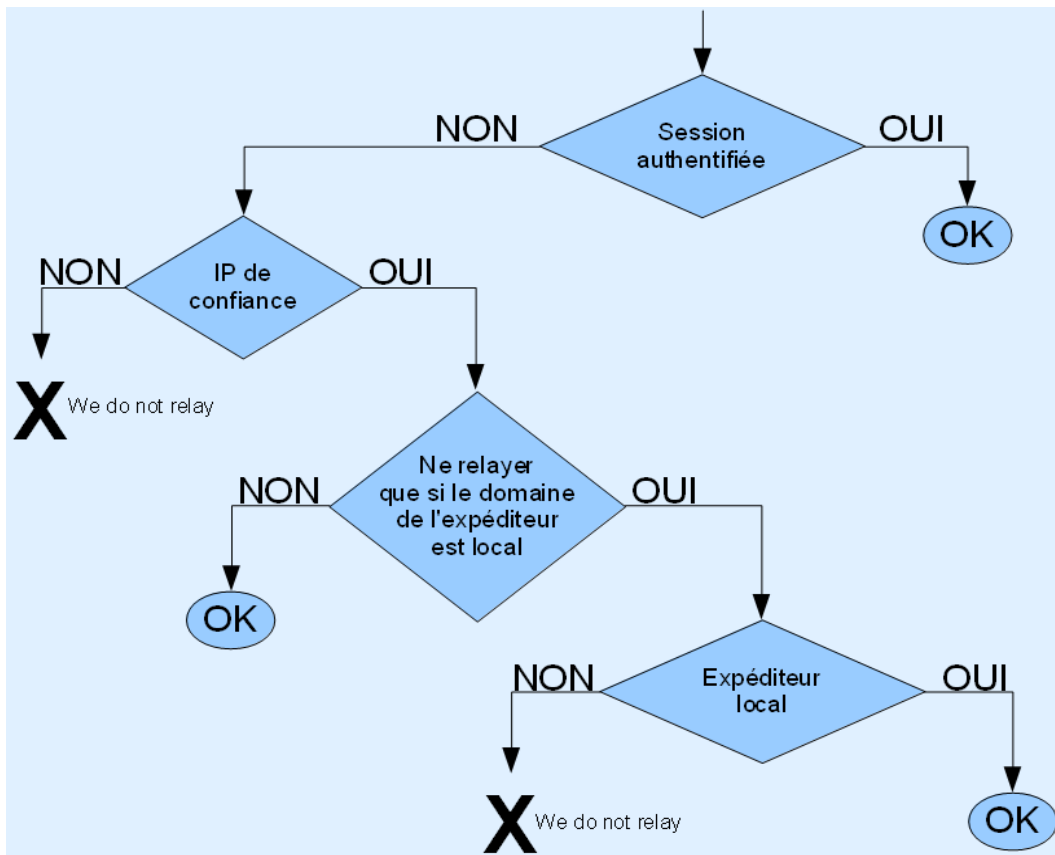 Session
authentifiée
NON
OUI
OK
IP de
confiance
NON
OUI
X We do not relay
Ne relayer
que si le domaine
de l'expéditeur
est local
NON
OUI
OK
Expéditeur
local
NON
OUI
X We do not relay
OK